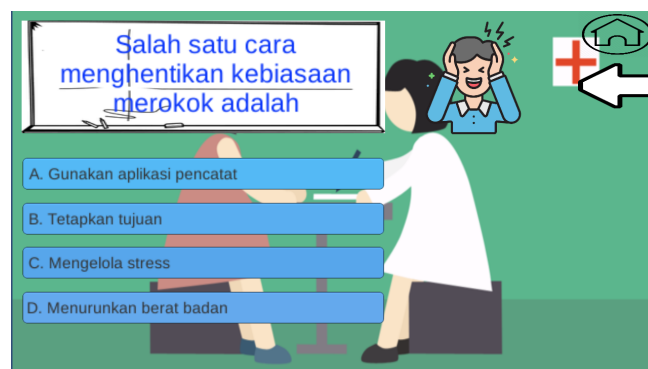 Salah satu cara
menghentikan kebiasaan
merokok adalah
A. Gunakan aplikasi pencatat
B. Tetapkan tujuan
C. Mengelola stress
D. Menurunkan berat badan